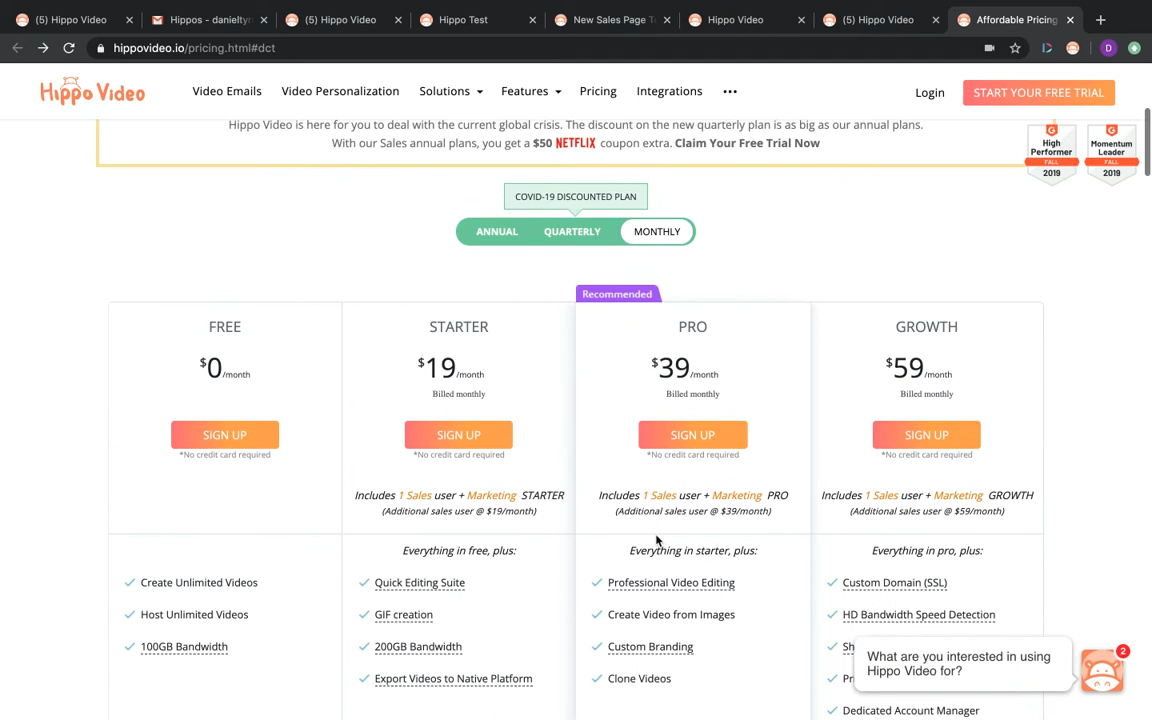 (5) Hippo Video
Hippos - danieltyr
(5) Hippo Video
Hippo Test
New Sales Page T
Hippo Video
(5) Hippo Video
Affordable Pricing
hippovideo.io/pricing.html#dct
D
Hippo Video
Video Emails
Video Personalization
Solutions
Features
Pricing
Integrations
Login
START YOUR FREE TRIAL
Hippo Video is here for you to deal with the current global crisis. The discount on the new quarterly plan is as big as our annual plans.
With our Sales annual plans, you get a $50 NETFLIX coupon extra. Claim Your Free Trial Now
High
Performer
FALL
2019
Momentum
Leader
FALL
2019
COVID-19 DISCOUNTED PLAN
ANNUAL
QUARTERLY
MONTHLY
Recommended
FREE
$0/month
SIGN UP
*No credit card required
Create Unlimited Videos
Host Unlimited Videos
100GB Bandwidth
STARTER
$19/month
Billed monthly
SIGN UP
*No credit card required
Includes 1 Sales user + Marketing STARTER
(Additional sales user @ $19/month)
Everything in free, plus:
Quick Editing Suite
GIF creation
200GB Bandwidth
Export Videos to Native Platform
PRO
$39/month
Billed monthly
SIGN UP
*No credit card required
Includes 1 Sales user + Marketing PRO
(Additional sales user @ $39/month)
Everything in starter, plus:
Professional Video Editing
Create Video from Images
Custom Branding
Clone Videos
GROWTH
$59/month
Billed monthly
SIGN UP
*No credit card required
Includes 1 Sales user + Marketing GROWTH
(Additional sales user @ $59/month)
Everything in pro, plus:
Custom Domain (SSL)
HD Bandwidth Speed Detection
Dedicated Account Manager
What are you interested in using
Hippo Video for?
2